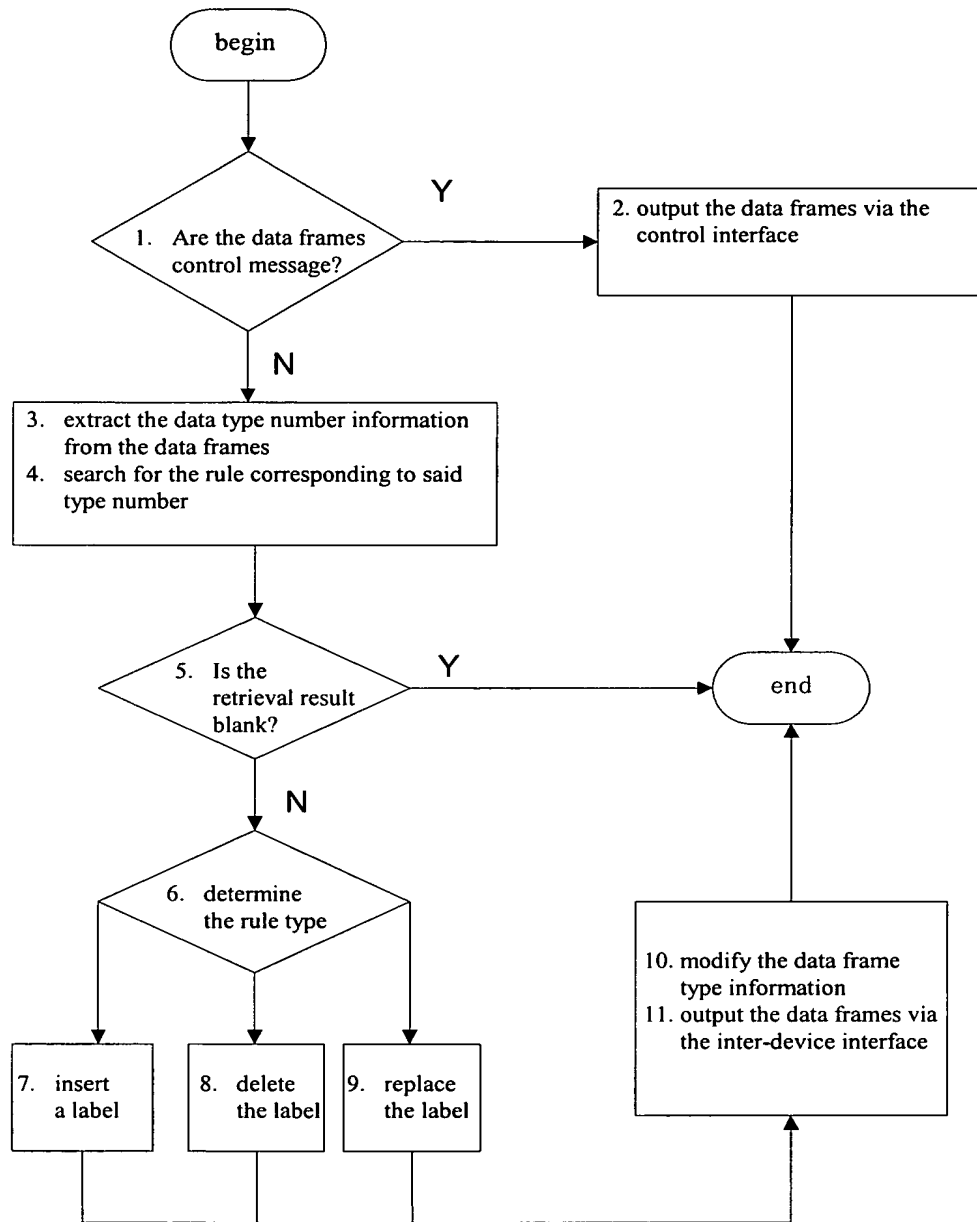 begin
Y
1. Are the data frames
control message?
2. output the data frames via the
control interface
N
3. extract the data type number information
from the data frames
4. search for the rule corresponding to said
type number
5. Is the
retrieval result
blank?
Y
end
N
6. determine
the rule type
7. insert
a label
8. delete
the label
9. replace
the label
10. modify the data frame
type information
11. output the data frames via
the inter-device interface